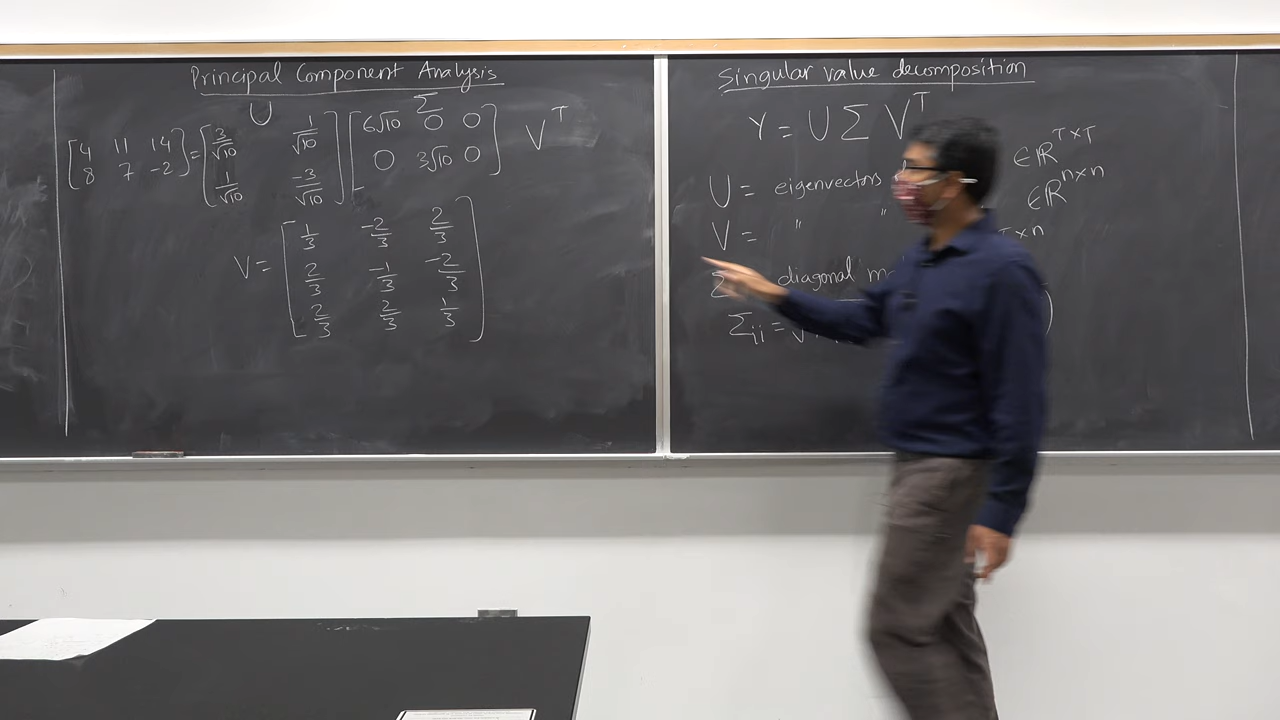 Principal Component Analysis
U Σ
[4 11 14; 8 7 -2] = [3/√10 1/√10; 1/√10 -3/√10] [6√10 0 0; 0 3√10 0] V^T
V = [1/3 -2/3 2/3; 2/3 -1/3 -2/3; 2/3 2/3 1/3]
Singular value decomposition
Y = U Σ V^T
U = eigenvectors ∈ ℝ^{T×T}
V = " " ∈ ℝ^{n×n}
diagonal ×n
Σ_ii = √